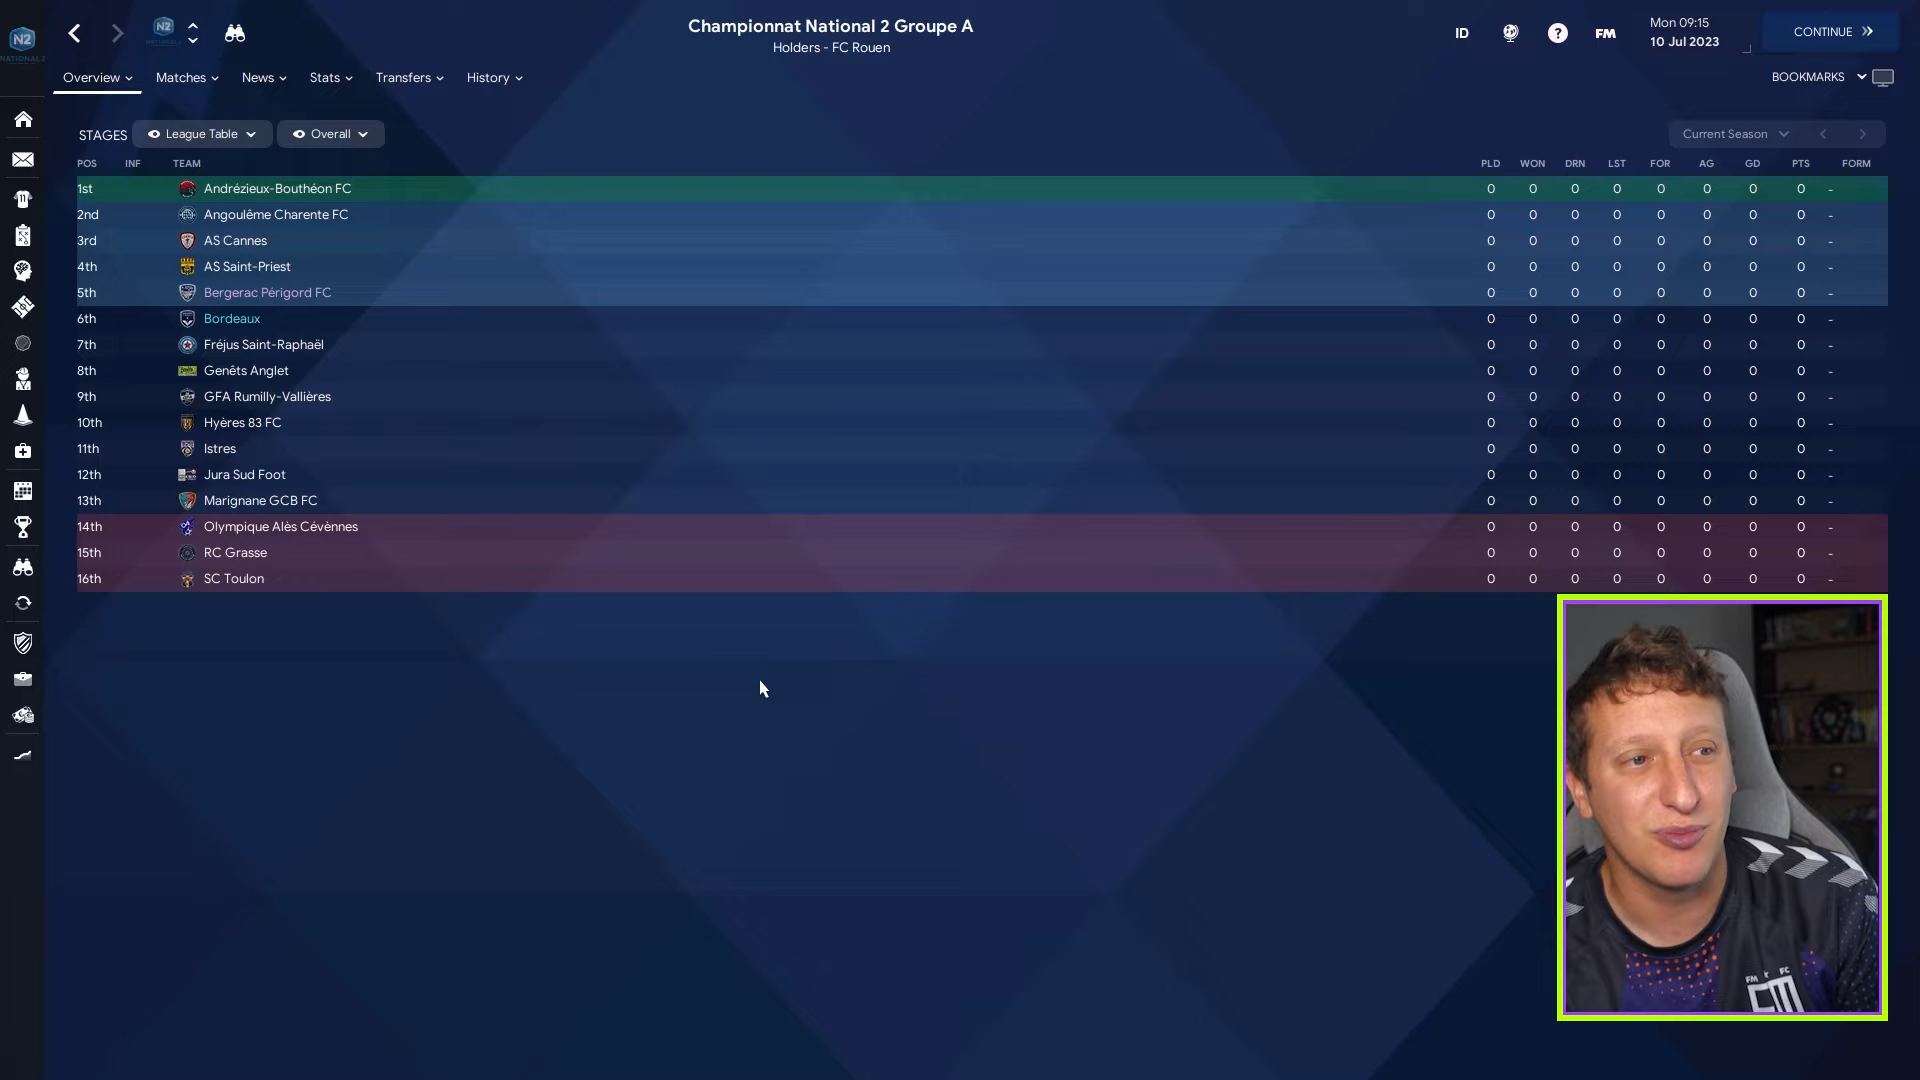 N2
Championnat National 2 Groupe A
Holders - FC Rouen
ID
FM
Mon 09:15
10 Jul 2023
CONTINUE
Overview
Matches
News
Stats
Transfers
History
BOOKMARKS
STAGES
League Table
Overall
Current Season
POS INF TEAM PLD WON DRN LST FOR AG GD PTS FORM
1st Andrézieux-Bouthéon FC 0 0 0 0 0 0 0 0 -
2nd Angoulême Charente FC 0 0 0 0 0 0 0 0 -
3rd AS Cannes 0 0 0 0 0 0 0 0 -
4th AS Saint-Priest 0 0 0 0 0 0 0 0 -
5th Bergerac Périgord FC 0 0 0 0 0 0 0 0 -
6th Bordeaux 0 0 0 0 0 0 0 0 -
7th Fréjus Saint-Raphaël 0 0 0 0 0 0 0 0 -
8th Genêts Anglet 0 0 0 0 0 0 0 0 -
9th GFA Rumilly-Vallières 0 0 0 0 0 0 0 0 -
10th Hyères 83 FC 0 0 0 0 0 0 0 0 -
11th Istres 0 0 0 0 0 0 0 0 -
12th Jura Sud Foot 0 0 0 0 0 0 0 0 -
13th Marignane GCB FC 0 0 0 0 0 0 0 0 -
14th Olympique Alès Cévènnes 0 0 0 0 0 0 0 0 -
15th RC Grasse 0 0 0 0 0 0 0 0 -
16th SC Toulon 0 0 0 0 0 0 0 0 -